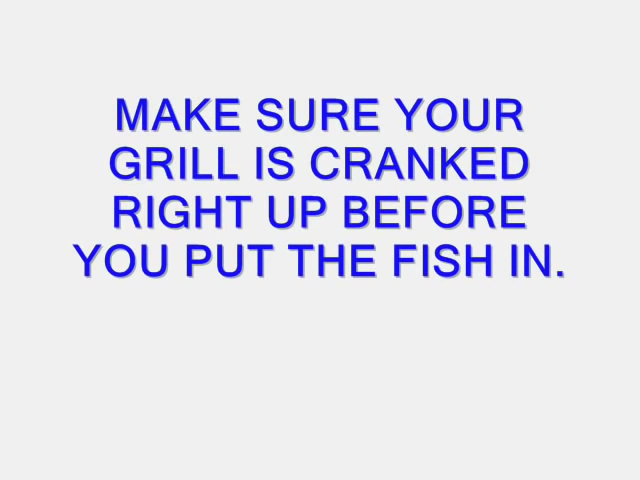 MAKE SURE YOUR
GRILL IS CRANKED
RIGHT UP BEFORE
YOU PUT THE FISH IN.